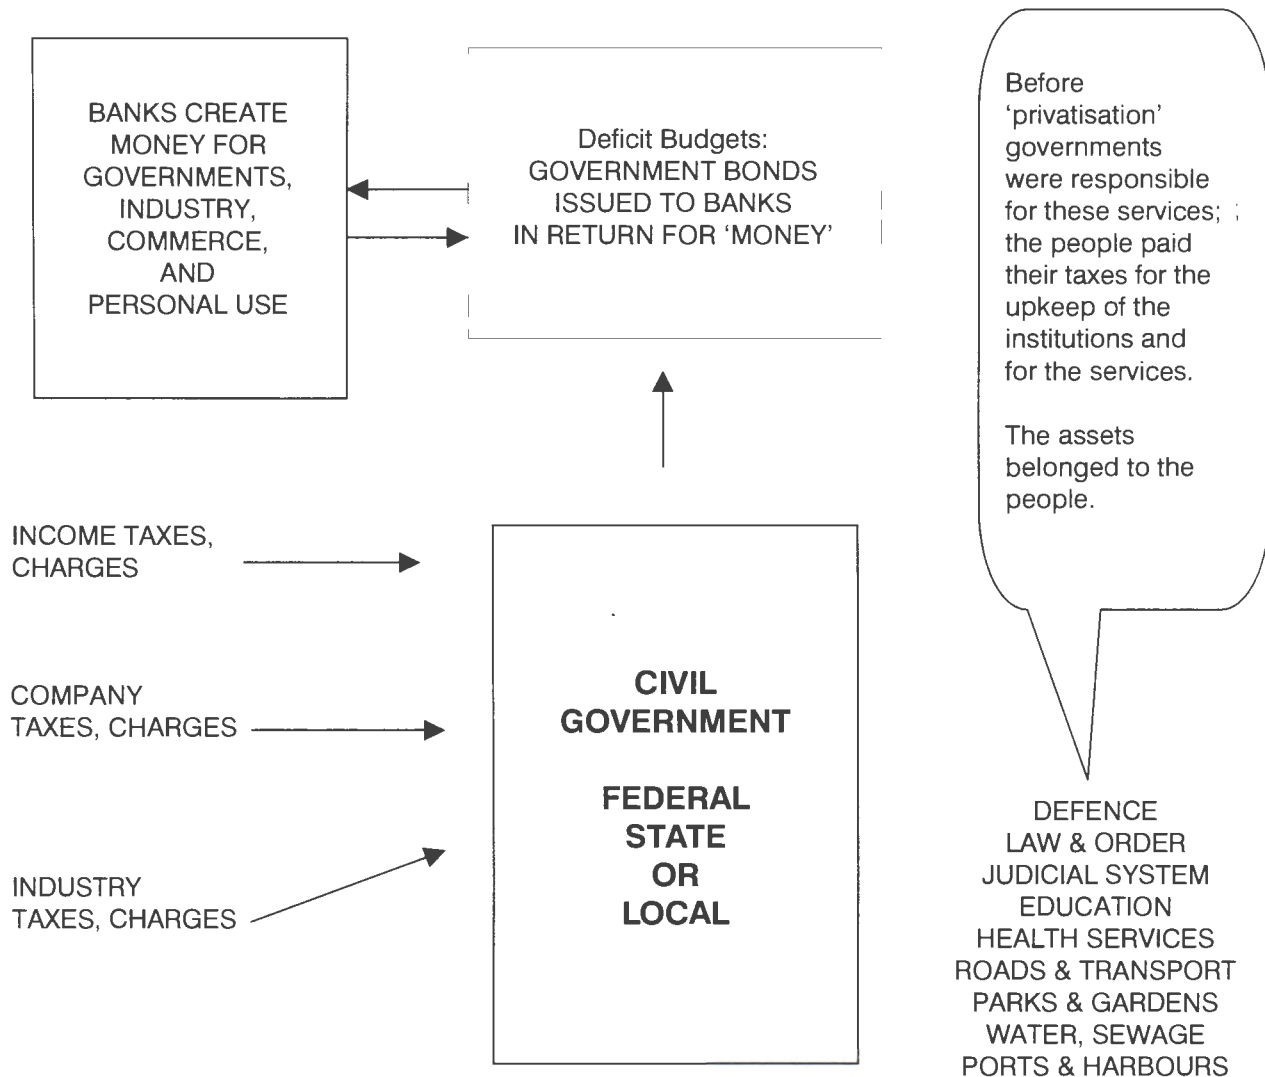 BANKS CREATE
MONEY FOR
GOVERNMENTS,
INDUSTRY,
COMMERCE,
AND
PERSONAL USE
Deficit Budgets:
GOVERNMENT BONDS
ISSUED TO BANKS
IN RETURN FOR ‘MONEY’
Before
‘privatisation’
governments
were responsible
for these services;
the people paid
their taxes for the
upkeep of the
institutions and
for the services.
The assets
belonged to the
people.
INCOME TAXES,
CHARGES
COMPANY
TAXES, CHARGES
INDUSTRY
TAXES, CHARGES
CIVIL
GOVERNMENT
FEDERAL
STATE
OR
LOCAL
DEFENCE
LAW & ORDER
JUDICIAL SYSTEM
EDUCATION
HEALTH SERVICES
ROADS & TRANSPORT
PARKS & GARDENS
WATER, SEWAGE
PORTS & HARBOURS